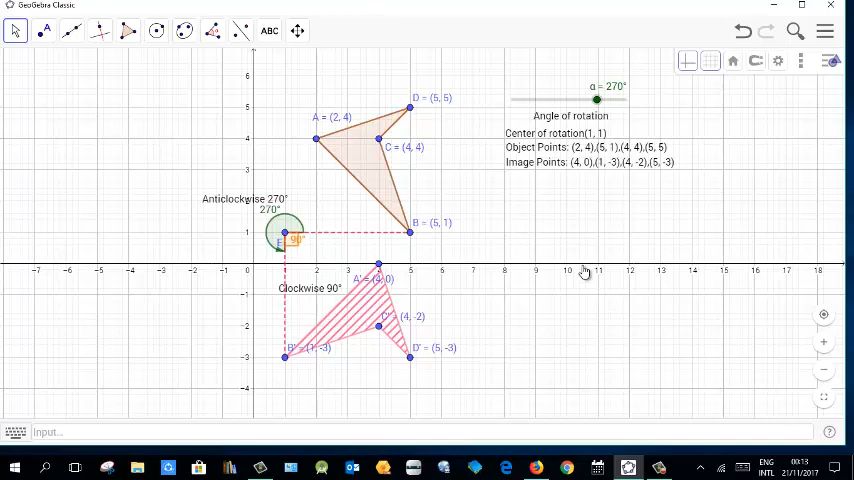 GeoGebra Classic
ABC
α = 270°
Angle of rotation
Center of rotation(1, 1)
Object Points: (2, 4),(5, 1),(4, 4),(5, 5)
Image Points: (4, 0),(1, -3),(4, -2),(5, -3)
D = (5, 5)
A = (2, 4)
C = (4, 4)
B = (5, 1)
Anticlockwise 270°
270°
E
90°
A' = (4, 0)
Clockwise 90°
C' = (4, -2)
B' = (1, -3)
D' = (5, -3)
6
5
4
3
2
1
−1
−2
−3
−4
−7 −6 −5 −4 −3 −2 −1 0 2 3 4 5 6 7 8 9 10 11 12 13 14 15 16 17 18
Input...
ENG 00:13
INTL 21/11/2017